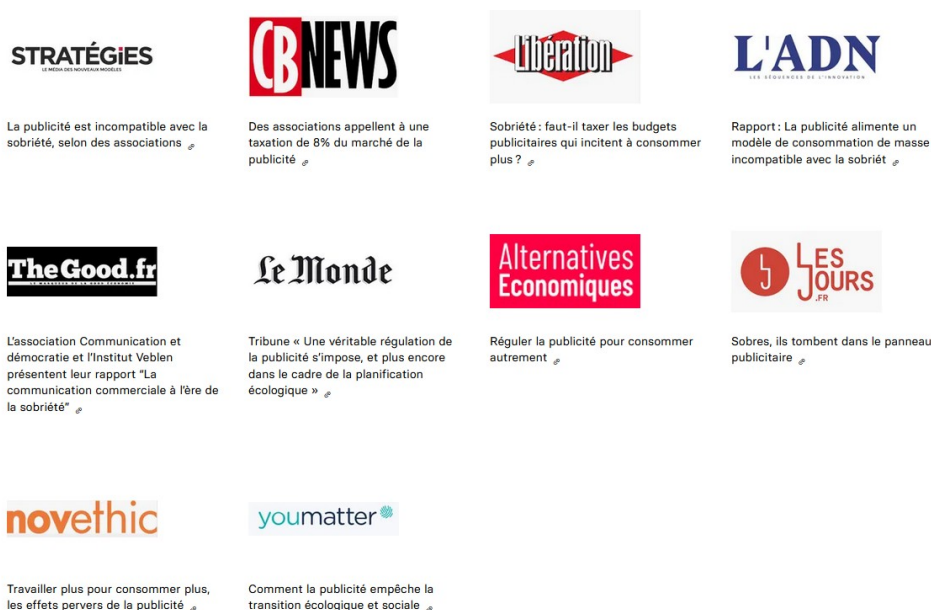 STRATÉGiES
LE MÉDIA DES NOUVEAUX MODÈLES
La publicité est incompatible avec la
sobriété, selon des associations
CBNEWS
Des associations appellent à une
taxation de 8% du marché de la
publicité
Libération
Sobriété : faut-il taxer les budgets
publicitaires qui incitent à consommer
plus ?
L'ADN
LES SÉQUENCES DE L'INNOVATION
Rapport : La publicité alimente un
modèle de consommation de masse
incompatible avec la sobriét
TheGood.fr
L'association Communication et
démocratie et l'Institut Veblen
présentent leur rapport "La
communication commerciale à l'ère de
la sobriété"
Le Monde
Tribune « Une véritable régulation de
la publicité s'impose, et plus encore
dans le cadre de la planification
écologique »
Alternatives
Economiques
Réguler la publicité pour consommer
autrement
LES
JOURS
.FR
Sobres, ils tombent dans le panneau
publicitaire
novethic
Travailler plus pour consommer plus,
les effets pervers de la publicité
youmatter
Comment la publicité empêche la
transition écologique et sociale